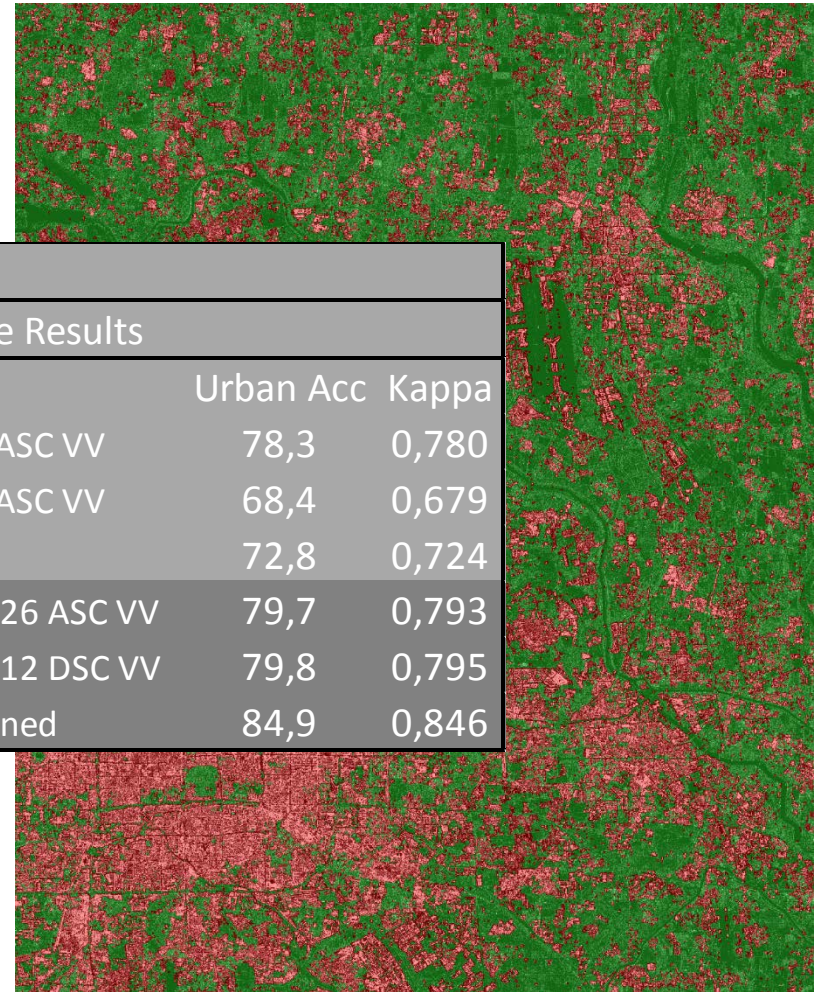 e Results
Urban Acc Kappa
ASC VV 78,3 0,780
ASC VV 68,4 0,679
72,8 0,724
26 ASC VV 79,7 0,793
12 DSC VV 79,8 0,795
ned 84,9 0,846